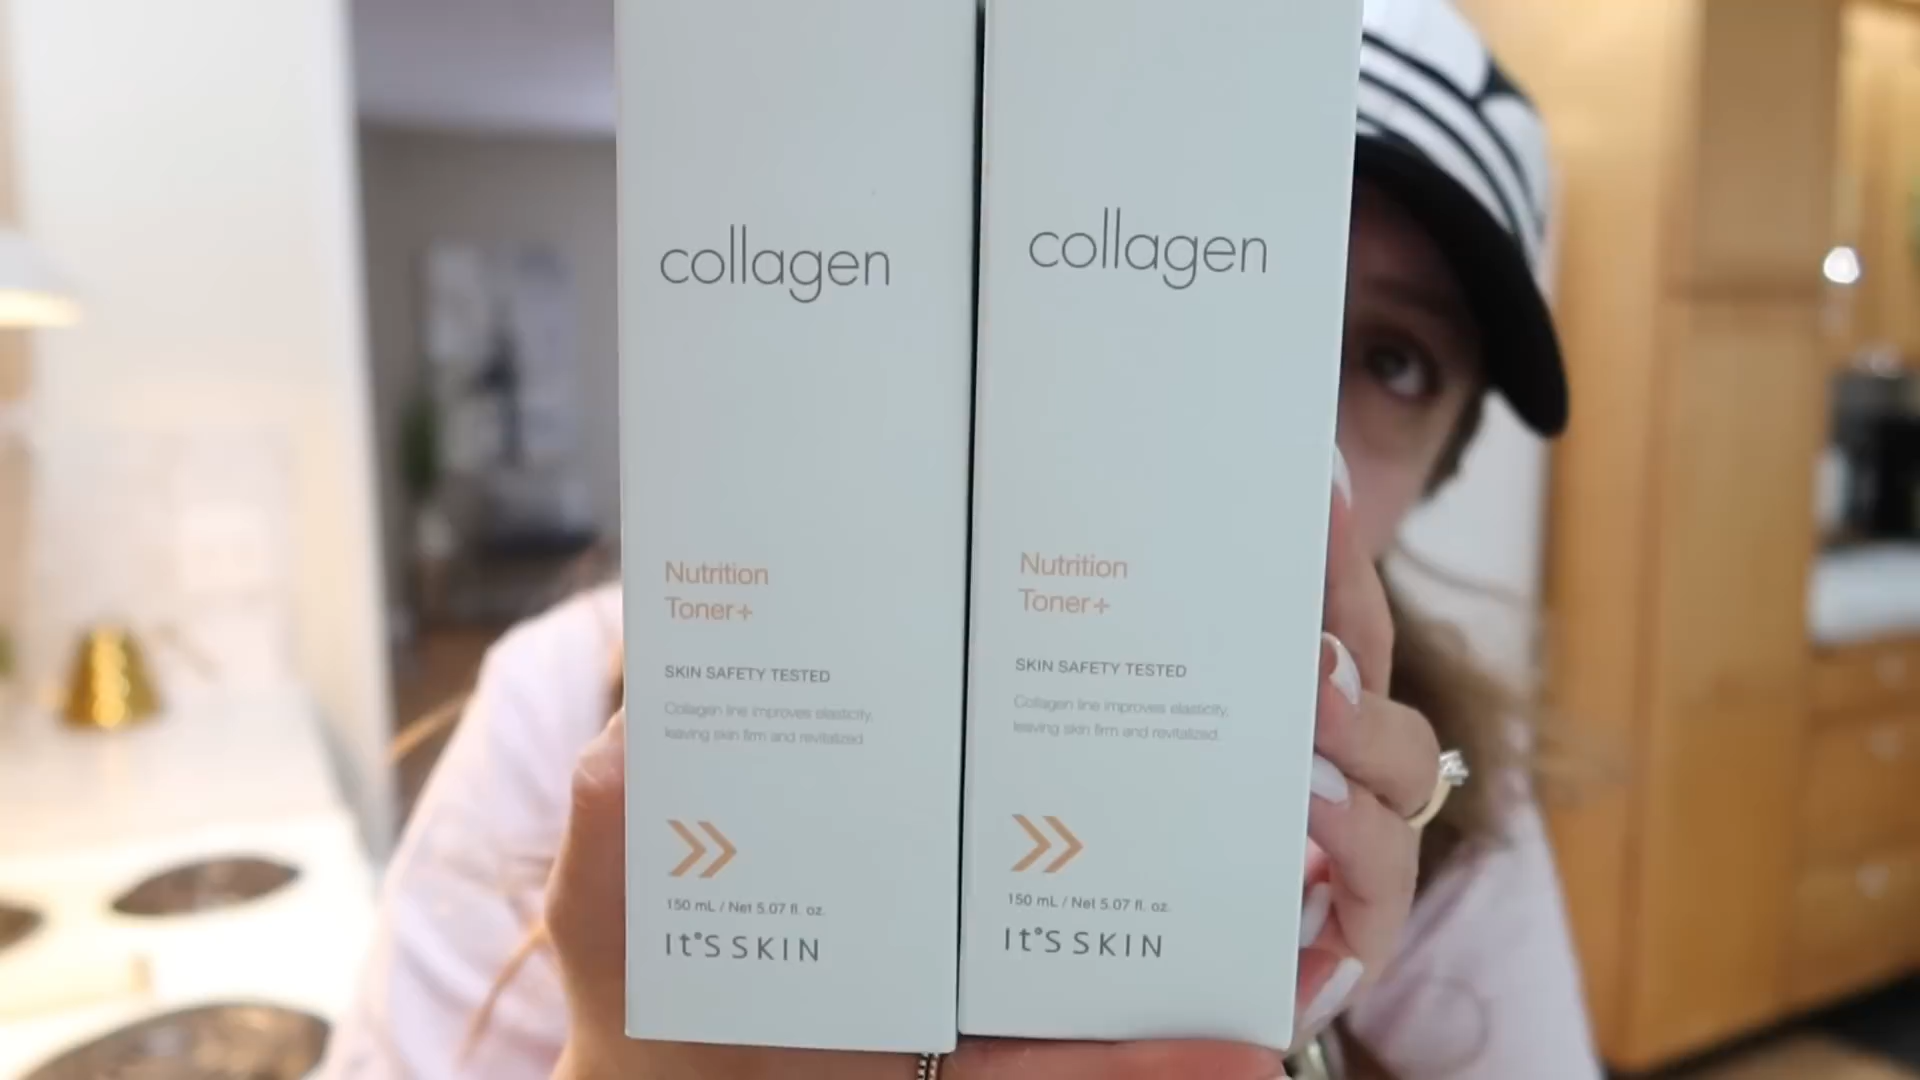 collagen
Nutrition
Toner+
SKIN SAFETY TESTED
Collagen line improves elasticity,
leaving skin firm and revitalized.
150 mL / Net 5.07 fl. oz.
It'S SKIN
collagen
Nutrition
Toner+
SKIN SAFETY TESTED
Collagen line improves elasticity,
leaving skin firm and revitalized.
150 mL / Net 5.07 fl. oz.
It'S SKIN